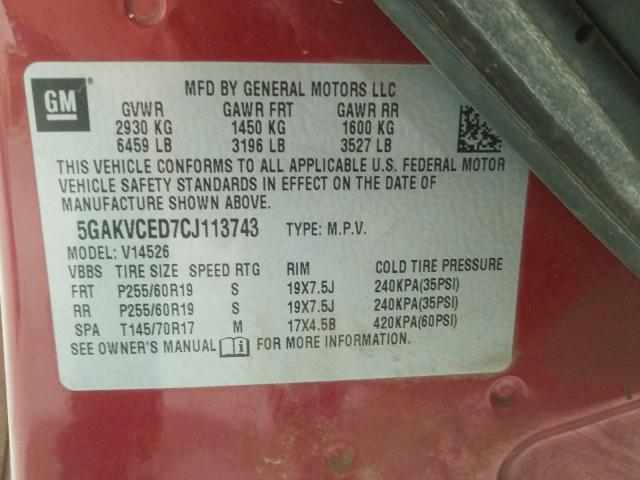 GM
MFD BY GENERAL MOTORS LLC
GVWR GAWR FRT GAWR RR
2930 KG 1450 KG 1600 KG
6459 LB 3196 LB 3527 LB
THIS VEHICLE CONFORMS TO ALL APPLICABLE U.S. FEDERAL MOTOR
VEHICLE SAFETY STANDARDS IN EFFECT ON THE DATE OF
MANUFACTURE SHOWN ABOVE.
5GAKVCED7CJ113743 TYPE: M.P.V.
MODEL: V14526
VBBS TIRE SIZE SPEED RTG RIM COLD TIRE PRESSURE
FRT P255/60R19 S 19X7.5J 240KPA(35PSI)
RR P255/60R19 S 19X7.5J 240KPA(35PSI)
SPA T145/70R17 M 17X4.5B 420KPA(60PSI)
SEE OWNER'S MANUAL FOR MORE INFORMATION.